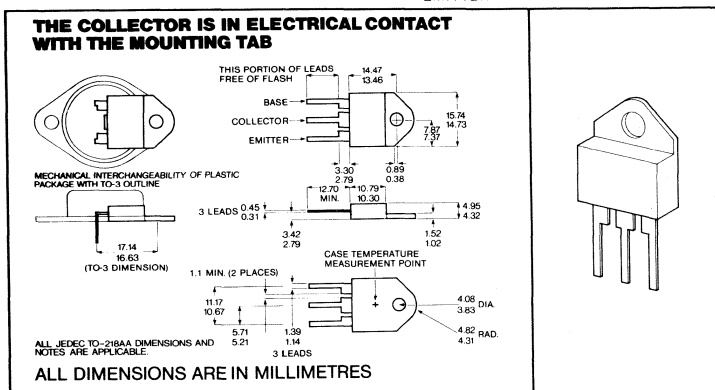 THE COLLECTOR IS IN ELECTRICAL CONTACT
WITH THE MOUNTING TAB
THIS PORTION OF LEADS
FREE OF FLASH
14.47
13.46
BASE
COLLECTOR
EMITTER
15.74
14.73
7.87
7.37
3.30
2.79
0.89
0.38
MECHANICAL INTERCHANGEABILITY OF PLASTIC
PACKAGE WITH TO-3 OUTLINE
12.70
MIN.
10.79
10.30
3 LEADS
0.45
0.31
4.95
4.32
3.42
2.79
1.52
1.02
17.14
16.63
(TO-3 DIMENSION)
CASE TEMPERATURE
MEASUREMENT POINT
1.1 MIN. (2 PLACES)
11.17
10.67
4.08
3.83
DIA.
5.71
5.21
1.39
1.14
3 LEADS
4.82
4.31
RAD.
ALL JEDEC TO-218AA DIMENSIONS AND
NOTES ARE APPLICABLE.
ALL DIMENSIONS ARE IN MILLIMETRES